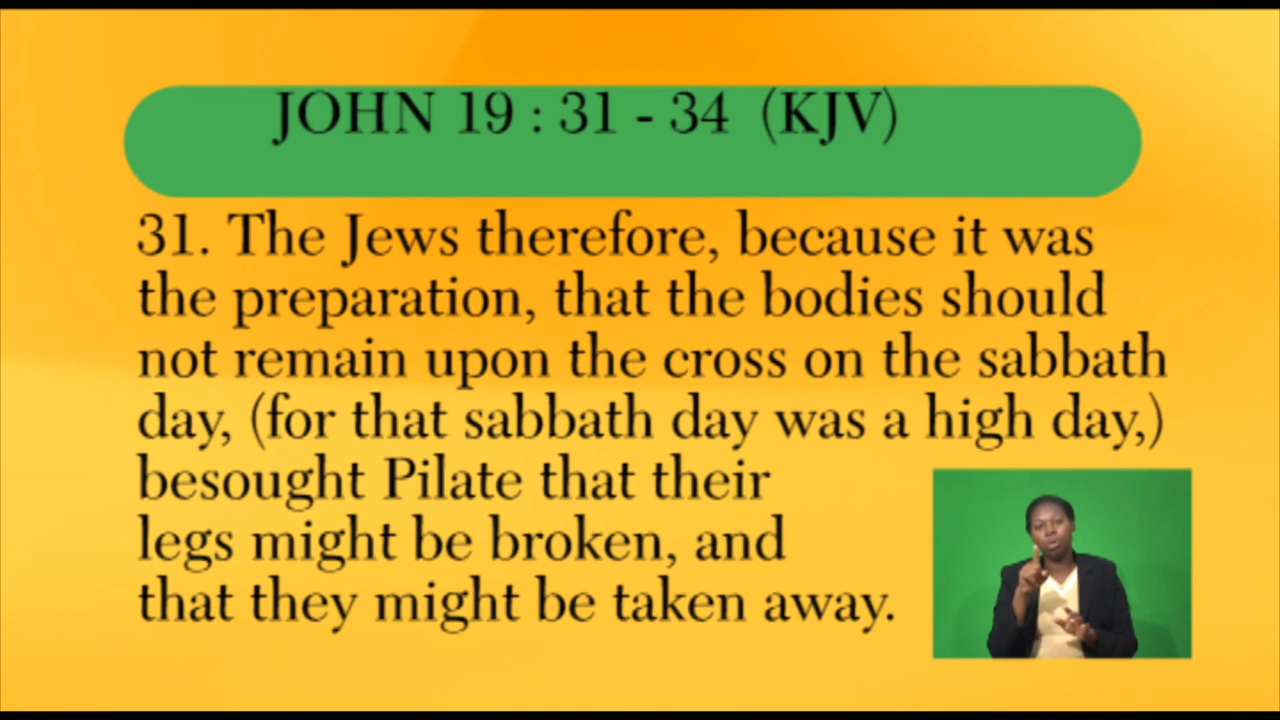 JOHN 19 : 31 - 34 (KJV)
31. The Jews therefore, because it was
the preparation, that the bodies should
not remain upon the cross on the sabbath
day, (for that sabbath day was a high day,)
besought Pilate that their
legs might be broken, and
that they might be taken away.